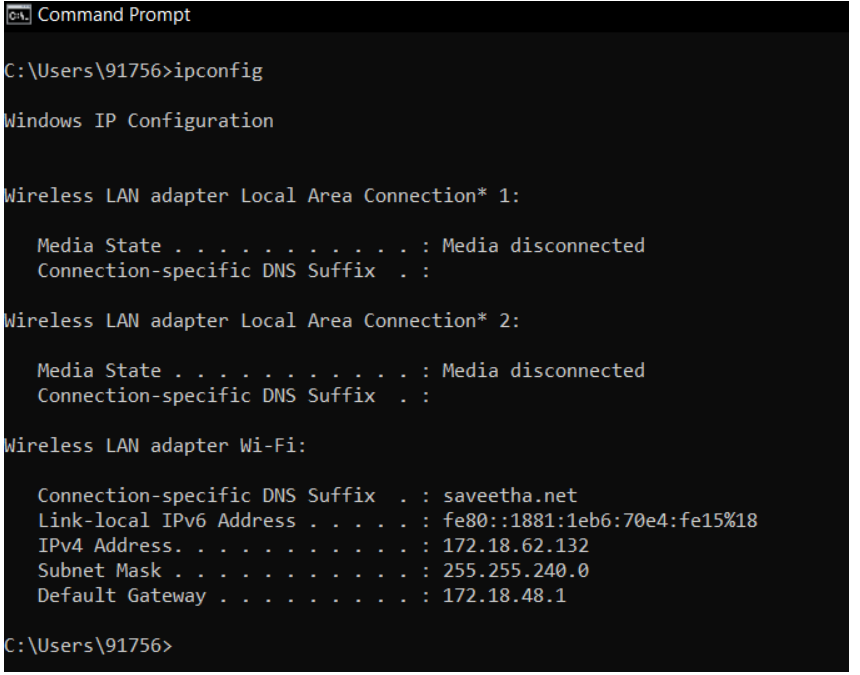 Command Prompt
C:\Users\91756>ipconfig
Windows IP Configuration
Wireless LAN adapter Local Area Connection* 1:
Media State . . . . . . . . . . . : Media disconnected
Connection-specific DNS Suffix  . :
Wireless LAN adapter Local Area Connection* 2:
Media State . . . . . . . . . . . : Media disconnected
Connection-specific DNS Suffix  . :
Wireless LAN adapter Wi-Fi:
Connection-specific DNS Suffix  . : saveetha.net
Link-local IPv6 Address . . . . . : fe80::1881:1eb6:70e4:fe15%18
IPv4 Address. . . . . . . . . . . : 172.18.62.132
Subnet Mask . . . . . . . . . . . : 255.255.240.0
Default Gateway . . . . . . . . . : 172.18.48.1
C:\Users\91756>